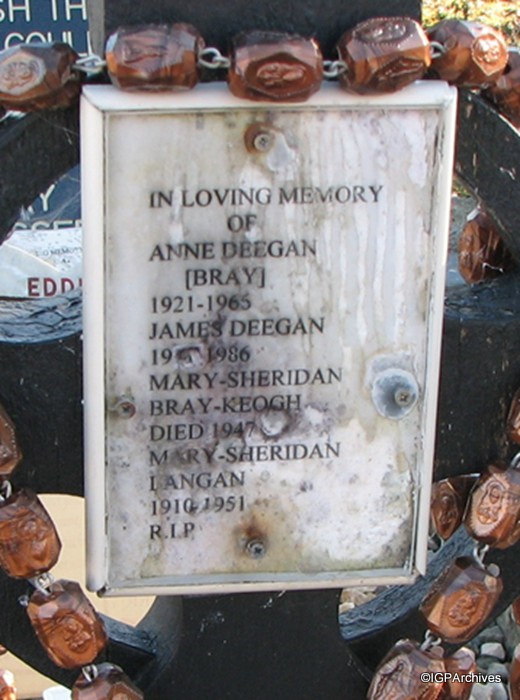 IN LOVING MEMORY
OF
ANNE DEEGAN
[BRAY]
1921-1965
JAMES DEEGAN
1986
MARY-SHERIDAN
BRAY-KEOGH
DIED 1947
MARY-SHERIDAN
LANGAN
1910-1951
R.I.P
©IGPArchives